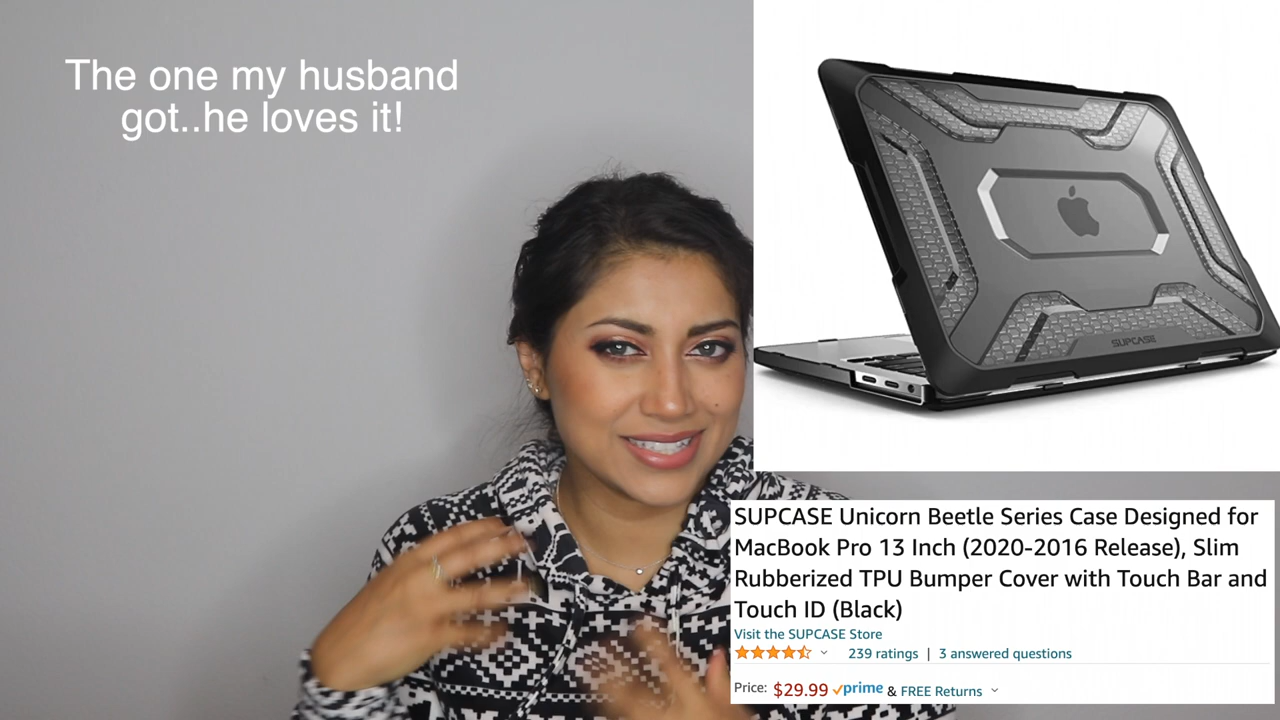 The one my husband
got..he loves it!
SUPCASE
SUPCASE Unicorn Beetle Series Case Designed for
MacBook Pro 13 Inch (2020-2016 Release), Slim
Rubberized TPU Bumper Cover with Touch Bar and
Touch ID (Black)
Visit the SUPCASE Store
239 ratings | 3 answered questions
Price: $29.99 prime & FREE Returns